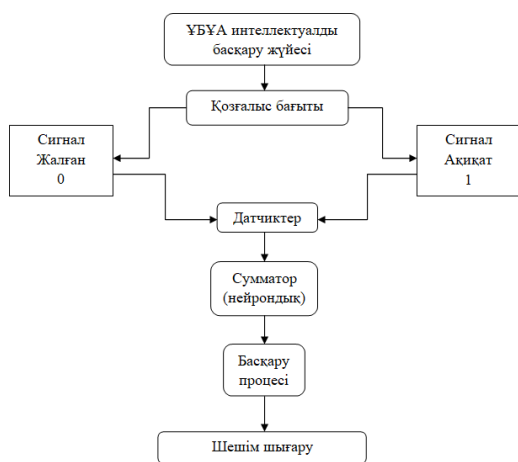 ҰБҰА интеллектуалды
басқару жүйесі
Қозғалыс бағыты
Сигнал
Жалған
0
Сигнал
Ақиқат
1
Датчиктер
Сумматор
(нейрондық)
Басқару
процесі
Шешім шығару